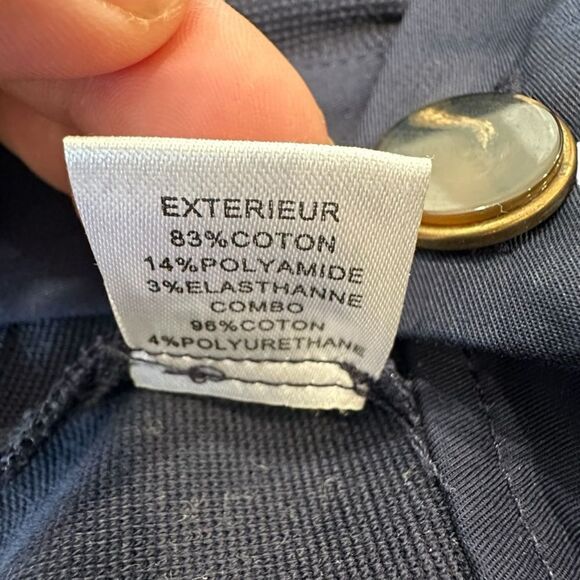 EXTERIEUR
83%COTON
14%POLYAMIDE
3%ELASTHANNE
COMBO
96%COTON
4%POLYURETHANE